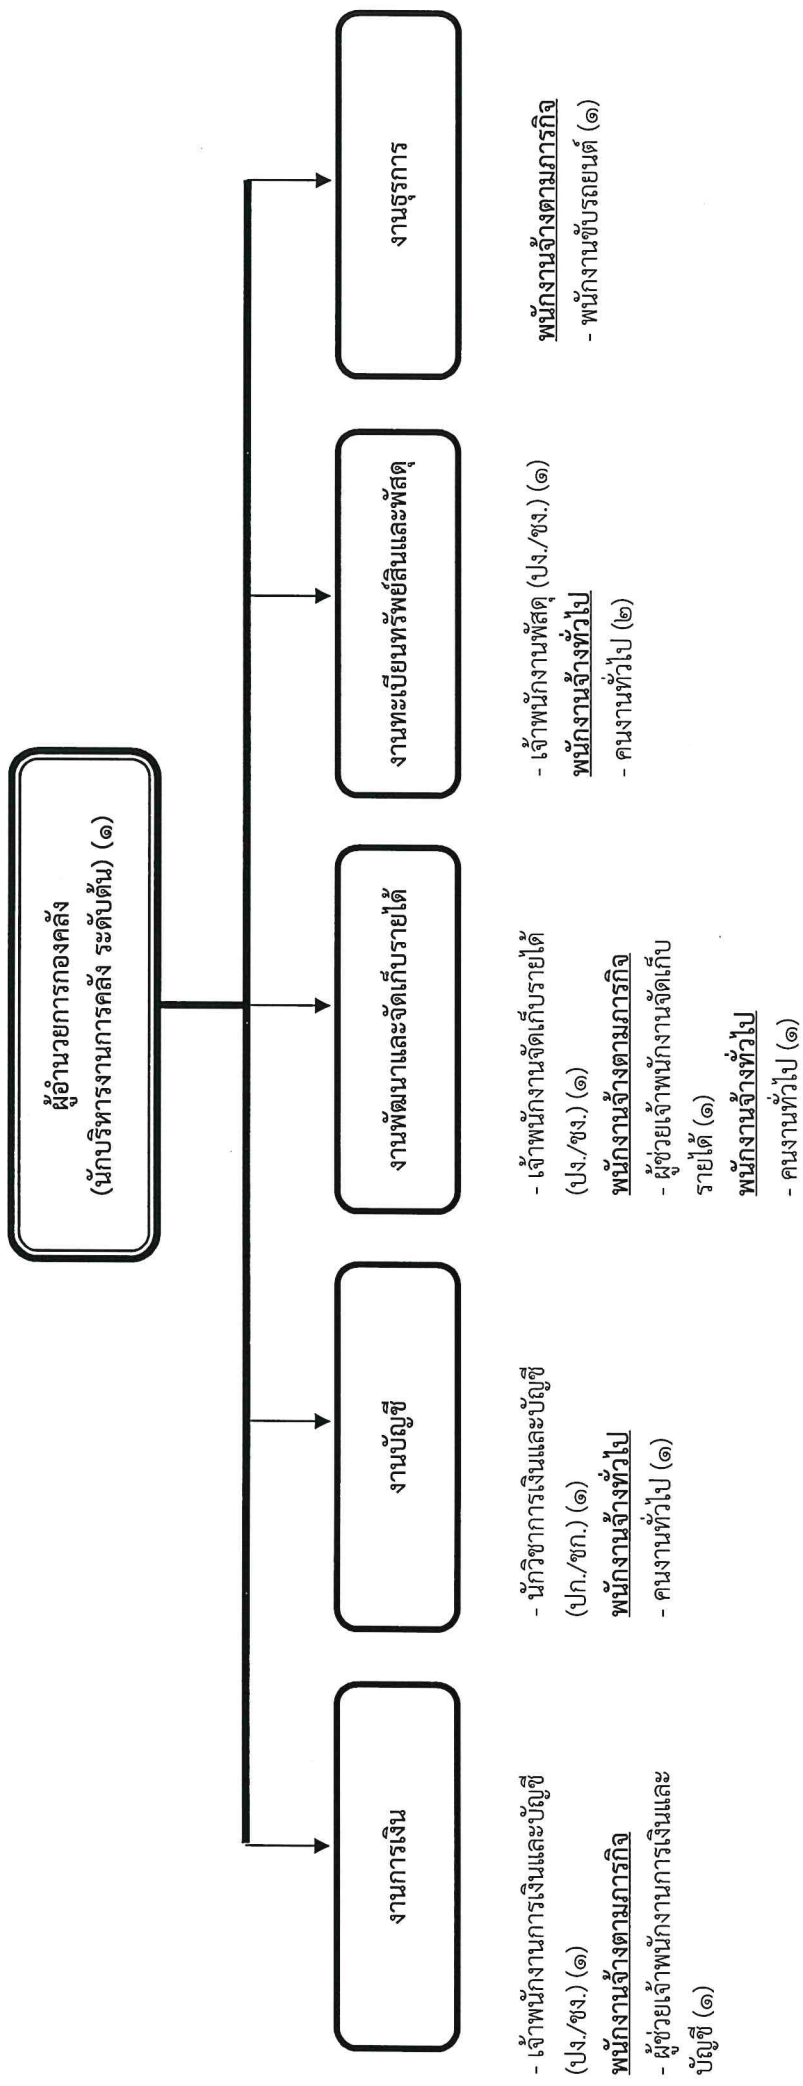 ผู้อำนวยการกองคลัง
(นักบริหารงานการคลัง ระดับต้น) (๑)
งานการเงิน
- เจ้าพนักงานการเงินและบัญชี
(ปง./ชง.) (๑)
พนักงานจ้างตามภารกิจ
- ผู้ช่วยเจ้าพนักงานการเงินและ
บัญชี (๑)
งานบัญชี
- นักวิชาการเงินและบัญชี
(ปก./ชก.) (๑)
พนักงานจ้างทั่วไป
- คนงานทั่วไป (๑)
งานพัฒนาและจัดเก็บรายได้
- เจ้าพนักงานจัดเก็บรายได้
(ปง./ชง.) (๑)
พนักงานจ้างตามภารกิจ
- ผู้ช่วยเจ้าพนักงานจัดเก็บ
รายได้ (๑)
พนักงานจ้างทั่วไป
- คนงานทั่วไป (๑)
งานทะเบียนทรัพย์สินและพัสดุ
- เจ้าพนักงานพัสดุ (ปง./ชง.) (๑)
พนักงานจ้างทั่วไป
- คนงานทั่วไป (๒)
งานธุรการ
พนักงานจ้างตามภารกิจ
- พนักงานขับรถยนต์ (๑)